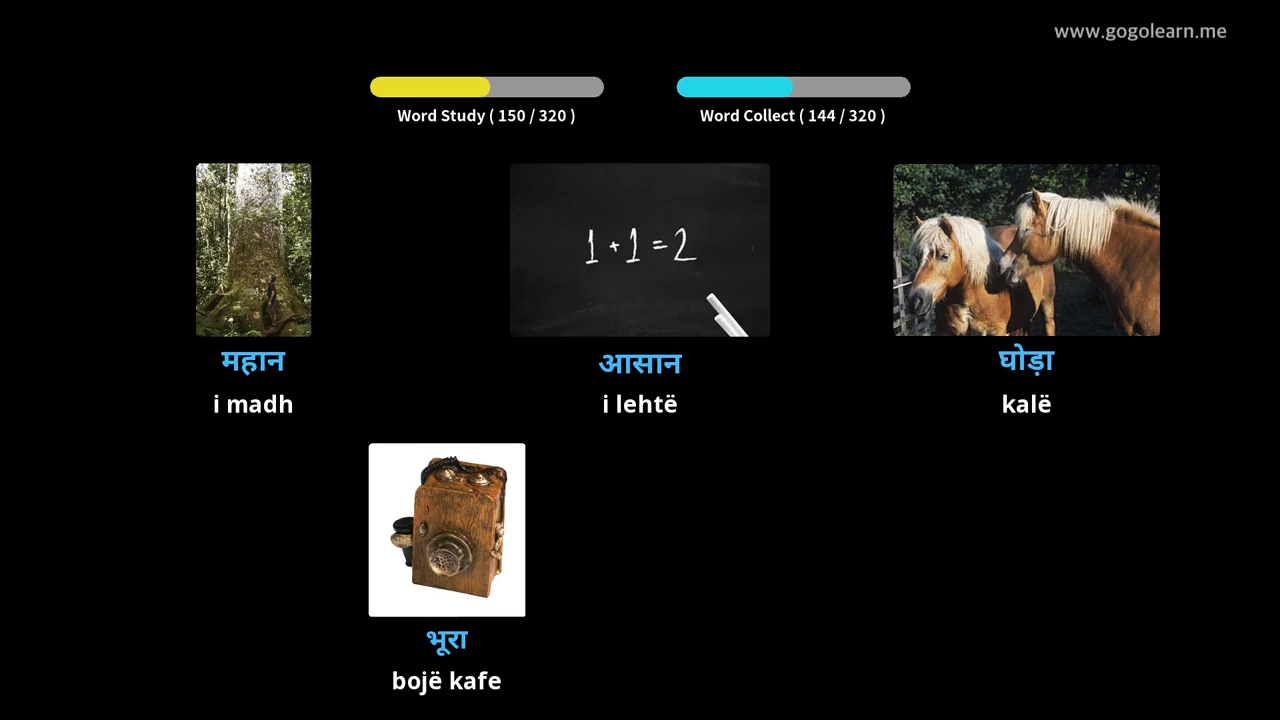 www.gogolearn.me
Word Study ( 150 / 320 )
Word Collect ( 144 / 320 )
1 + 1 = 2
महान
आसान
घोड़ा
i madh
i lehtë
kalë
भूरा
bojë kafe